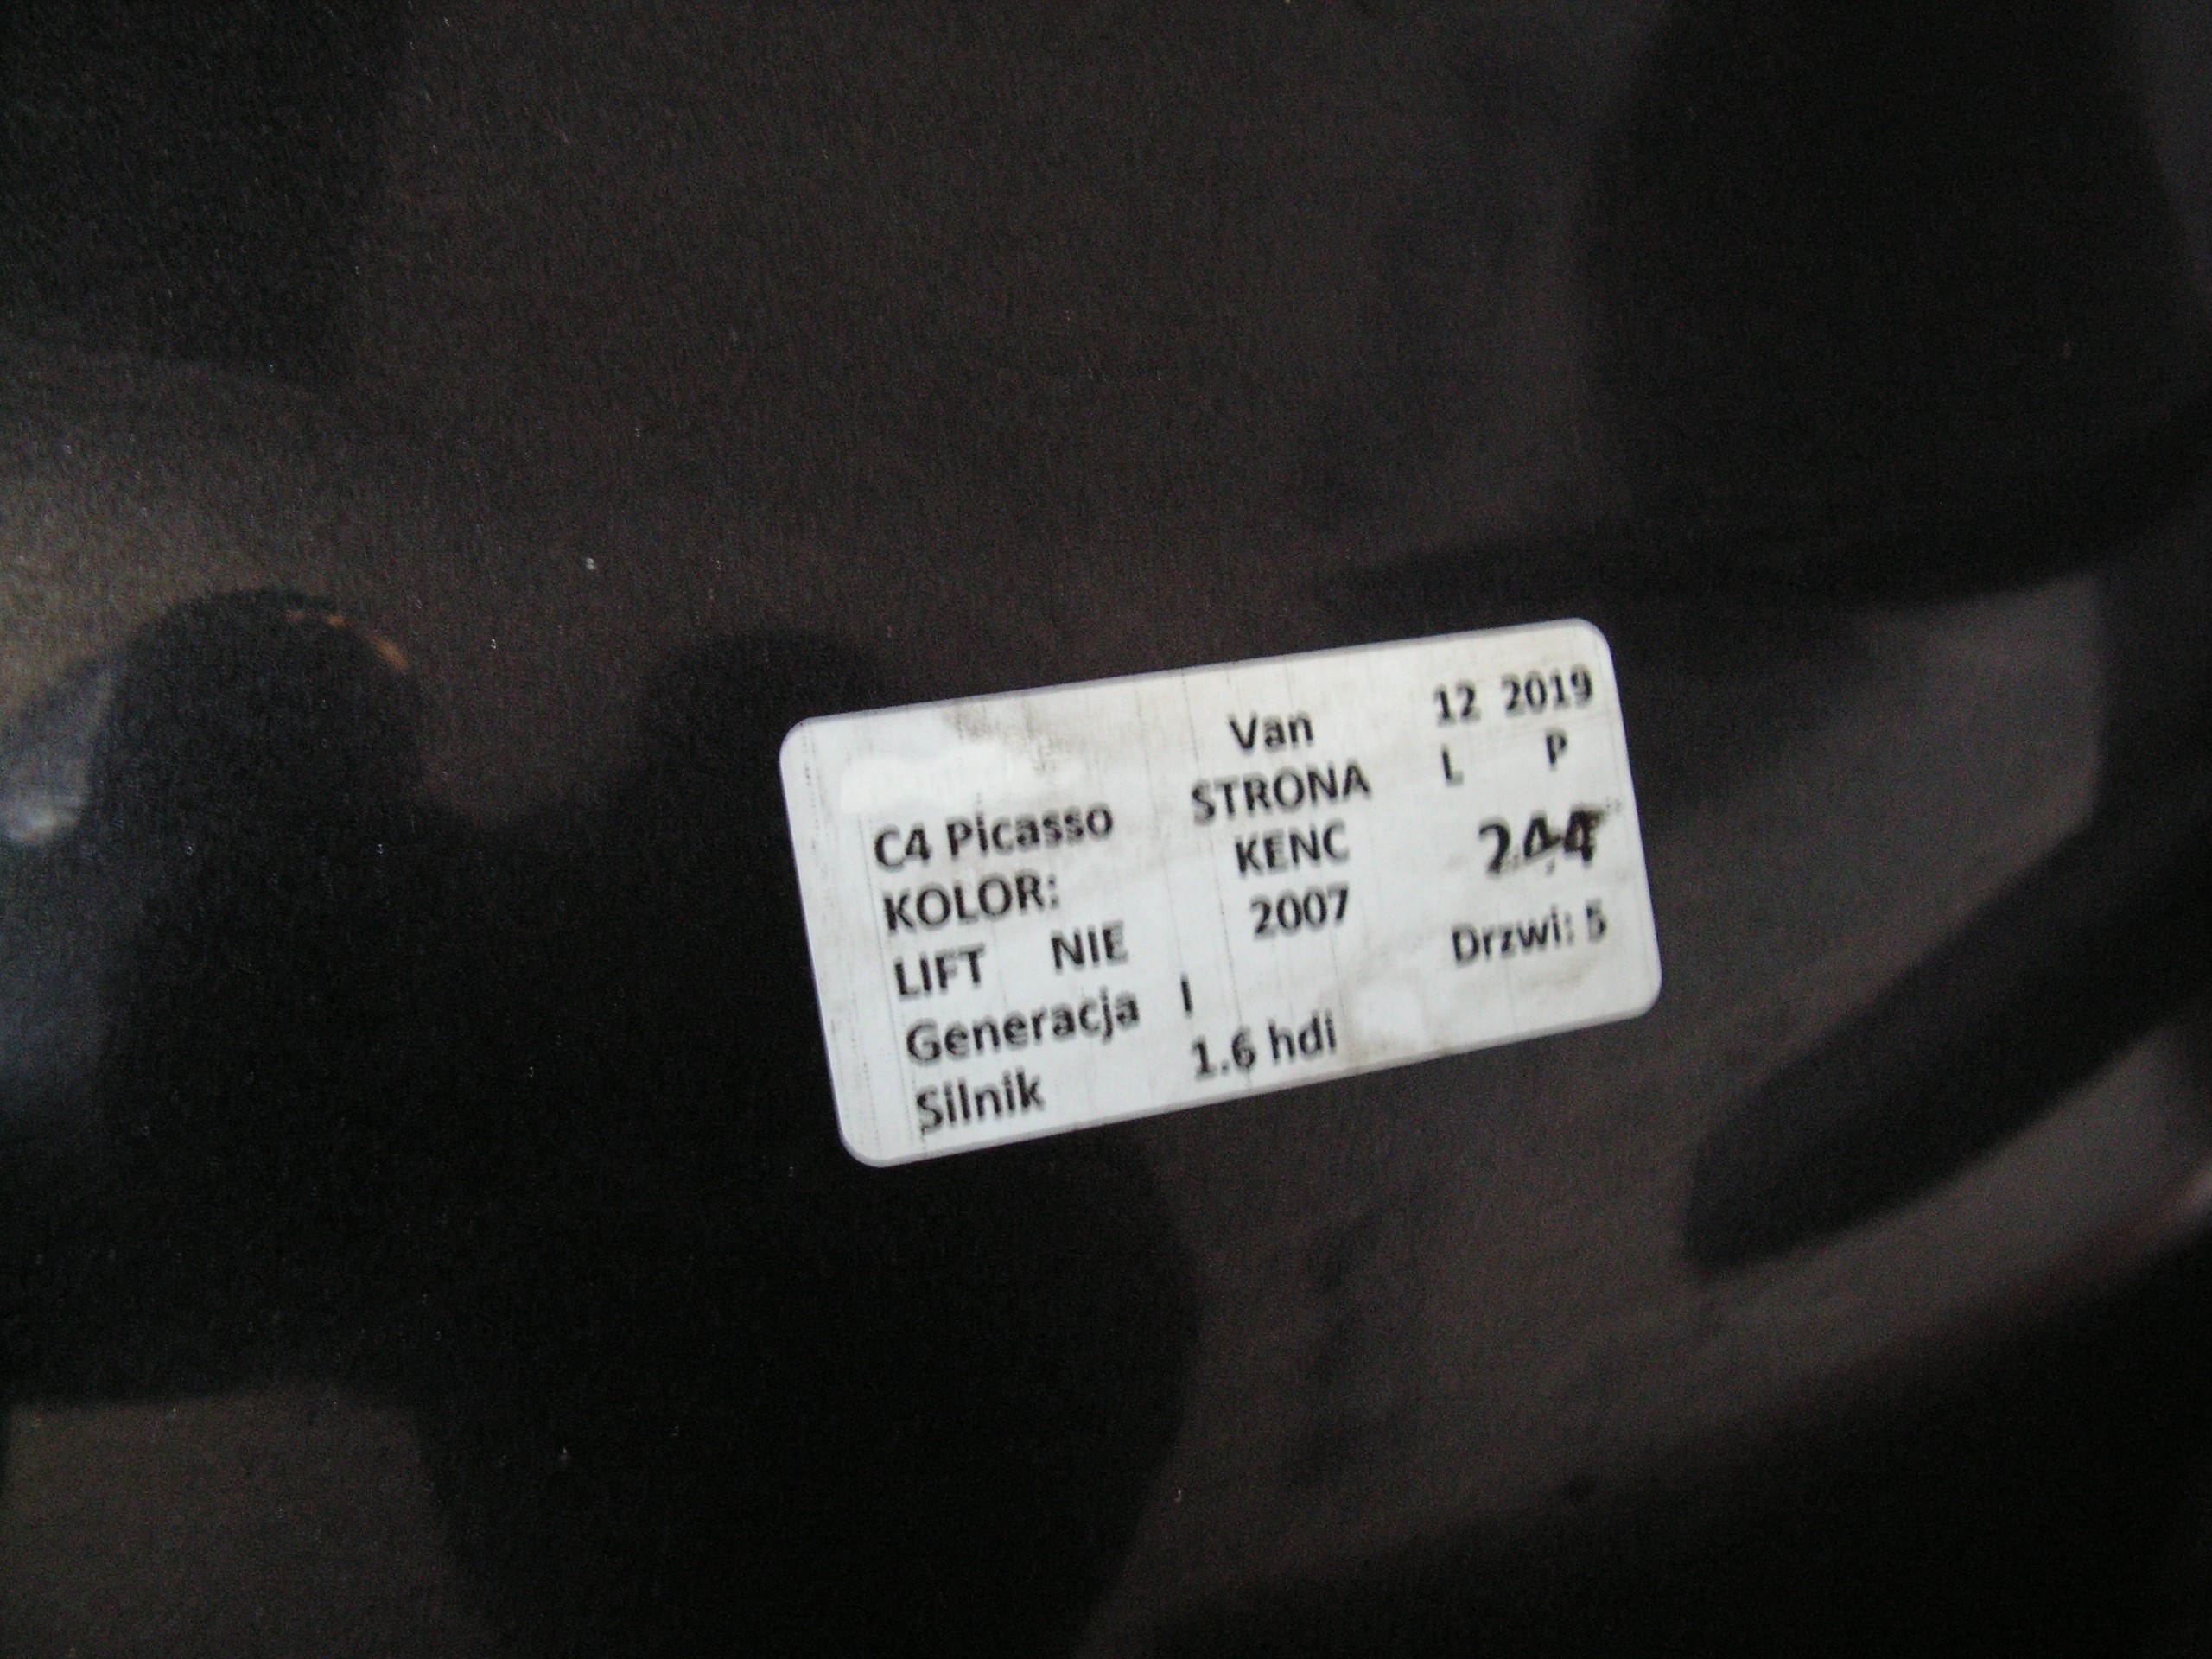 Van 12 2019
STRONA L P
C4 Picasso
KOLOR: KENC 244
LIFT NIE 2007
Generacja I Drzwi: 5
Silnik 1.6 hdi